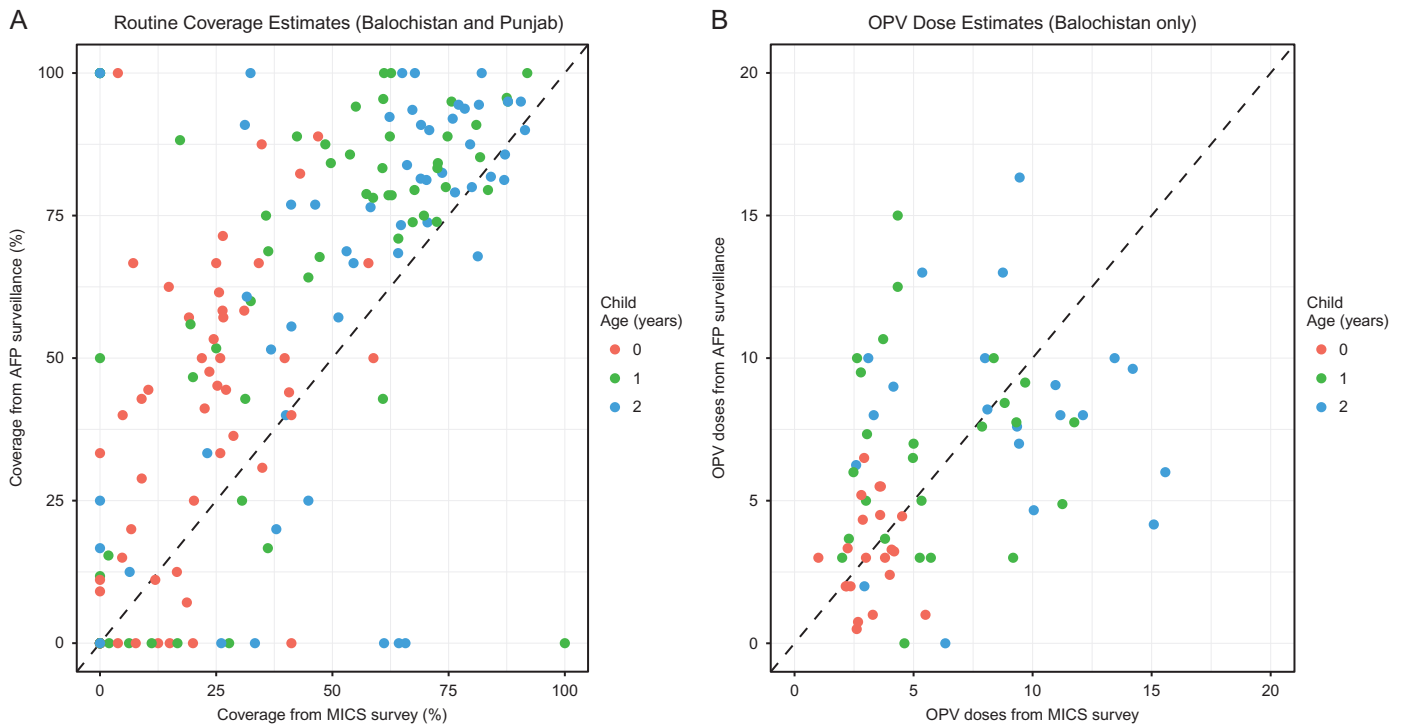 A
Routine Coverage Estimates (Balochistan and Punjab)
Coverage from AFP surveillance (%)
100
75
50
25
0
0 25 50 75 100
Coverage from MICS survey (%)
Child
Age (years)
0
1
2
B
OPV Dose Estimates (Balochistan only)
OPV doses from AFP surveillance
20
15
10
5
0
0 5 10 15 20
OPV doses from MICS survey
Child
Age (years)
0
1
2